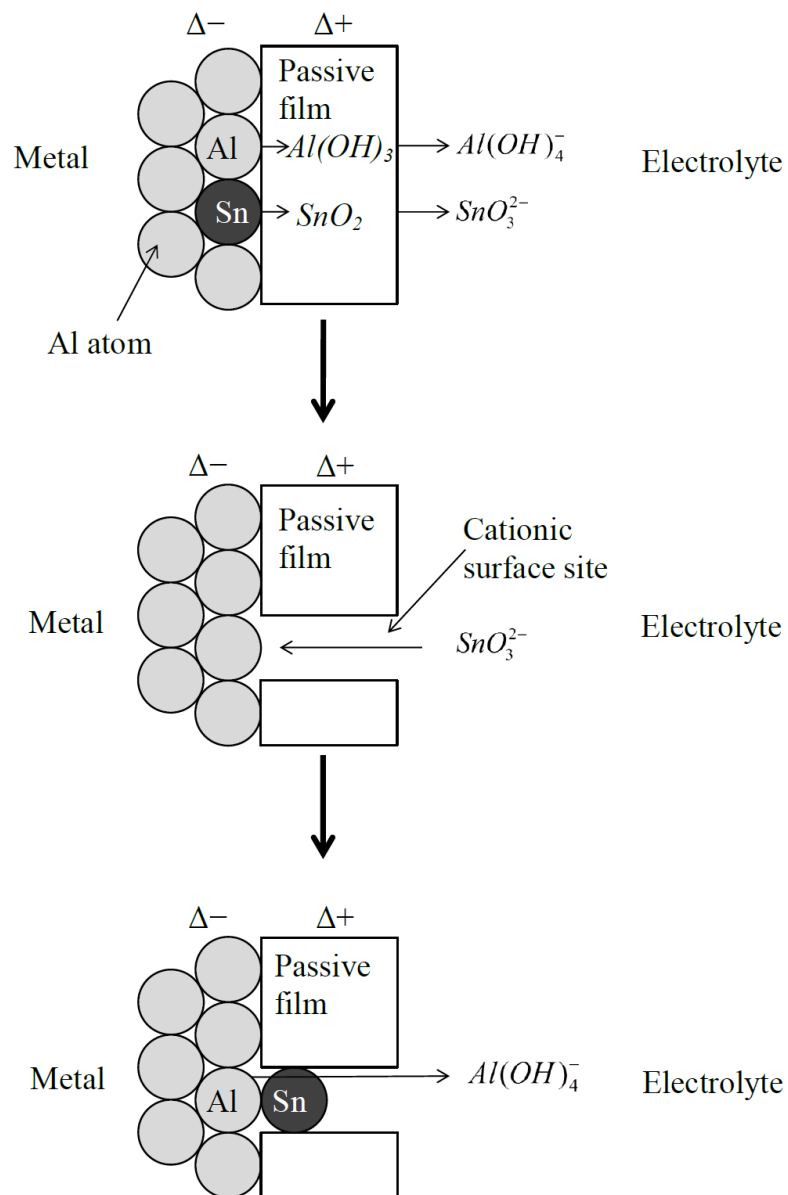 Δ− Δ+
Passive
film
Metal
Al
Al(OH)₃
Al(OH)₄⁻
Electrolyte
Sn
SnO₂
SnO₃²⁻
Al atom
Δ− Δ+
Passive
film
Cationic
surface site
Metal
SnO₃²⁻
Electrolyte
Δ− Δ+
Passive
film
Metal
Al
Sn
Al(OH)₄⁻
Electrolyte